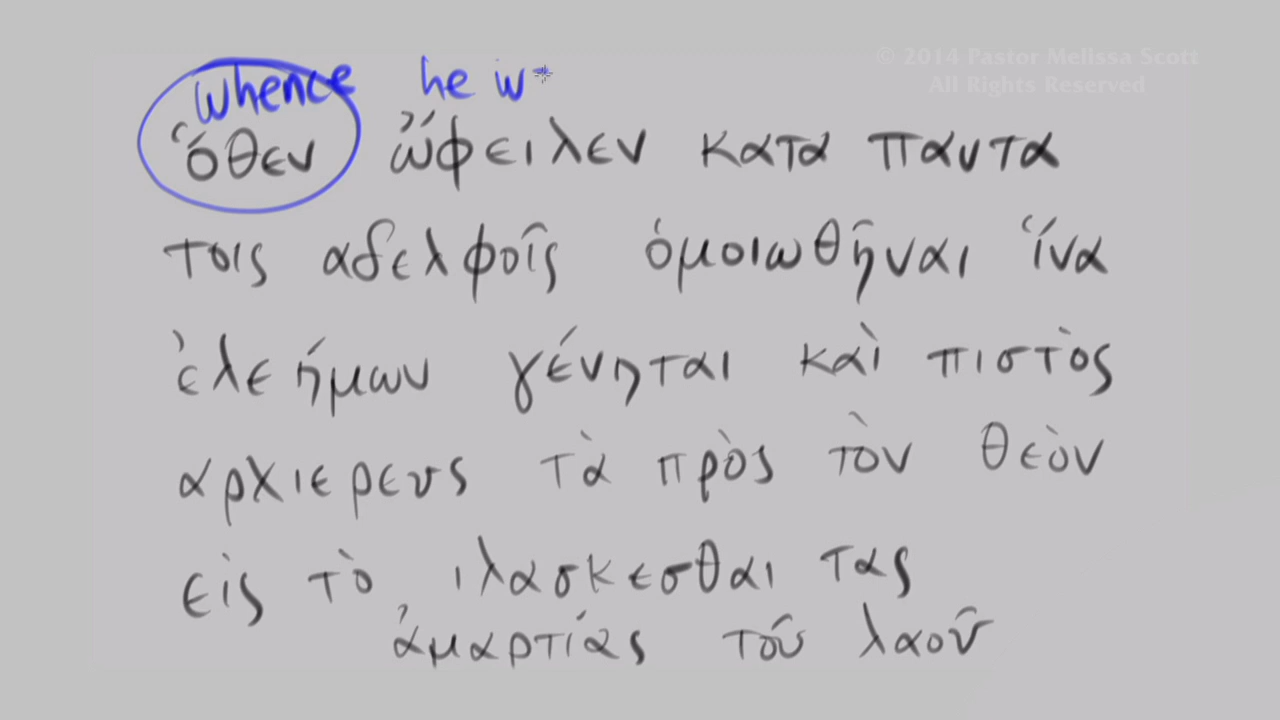 © 2014 Pastor Melissa Scott
All Rights Reserved
whence he w
ὅθεν ὤφειλεν κατα παντα
τοις αδελφοῖς ὁμοιωθῆναι ἵνα
ἐλεήμων γένηται καὶ πιστὸς
αρχιερευς τὰ πρὸς τὸν θεὸν
εἰς τὸ ιλασκεσθαι τας
ἁμαρτίας τοῦ λαοῦ